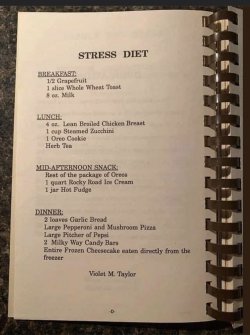 STRESS DIET
BREAKFAST:
1/2 Grapefruit
1 slice Whole Wheat Toast
8 oz. Milk
LUNCH:
4 oz. Lean Broiled Chicken Breast
1 cup Steamed Zucchini
1 Oreo Cookie
Herb Tea
MID-AFTERNOON SNACK:
Rest of the package of Oreos
1 quart Rocky Road Ice Cream
1 jar Hot Fudge
DINNER:
2 loaves Garlic Bread
Large Pepperoni and Mushroom Pizza
Large Pitcher of Pepsi
2 Milky Way Candy Bars
Entire Frozen Cheesecake eaten directly from the
freezer
Violet M. Taylor
-D-